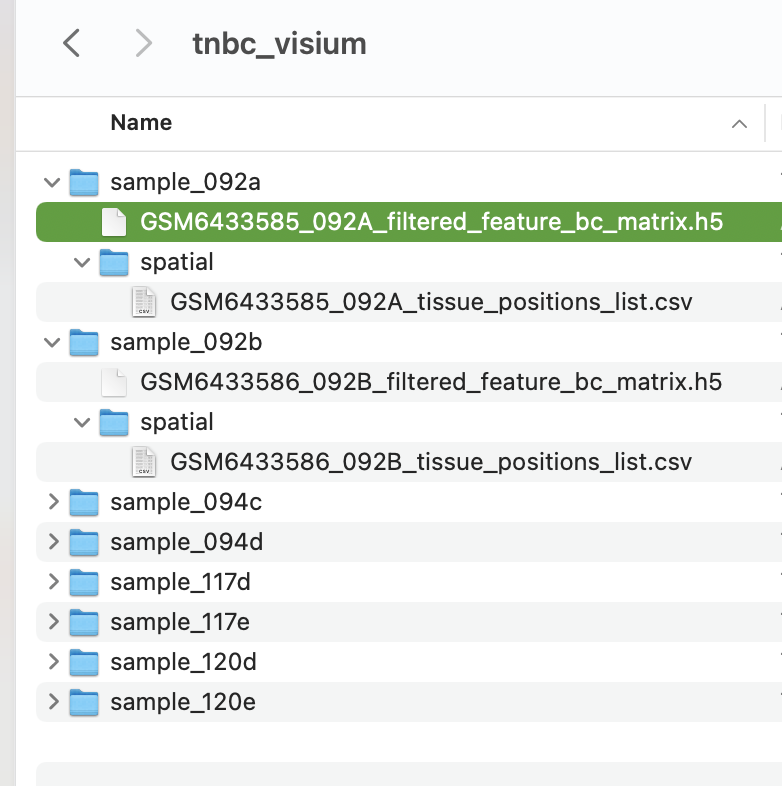 tnbc_visium
Name
sample_092a
GSM6433585_092A_filtered_feature_bc_matrix.h5
spatial
GSM6433585_092A_tissue_positions_list.csv
sample_092b
GSM6433586_092B_filtered_feature_bc_matrix.h5
spatial
GSM6433586_092B_tissue_positions_list.csv
sample_094c
sample_094d
sample_117d
sample_117e
sample_120d
sample_120e